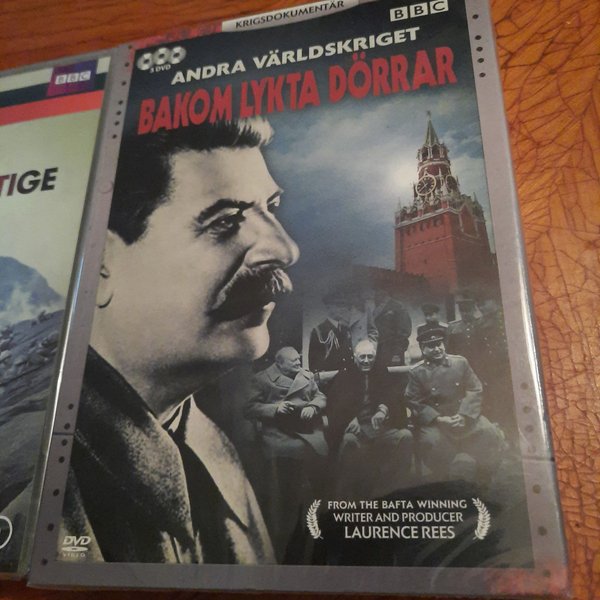 KRIGSDOKUMENTÄR
BBC
3 DVD
ANDRA VÄRLDSKRIGET
BAKOM LYKTA DÖRRAR
FROM THE BAFTA WINNING
WRITER AND PRODUCER
LAURENCE REES
DVD
VIDEO
BBC
TIGE